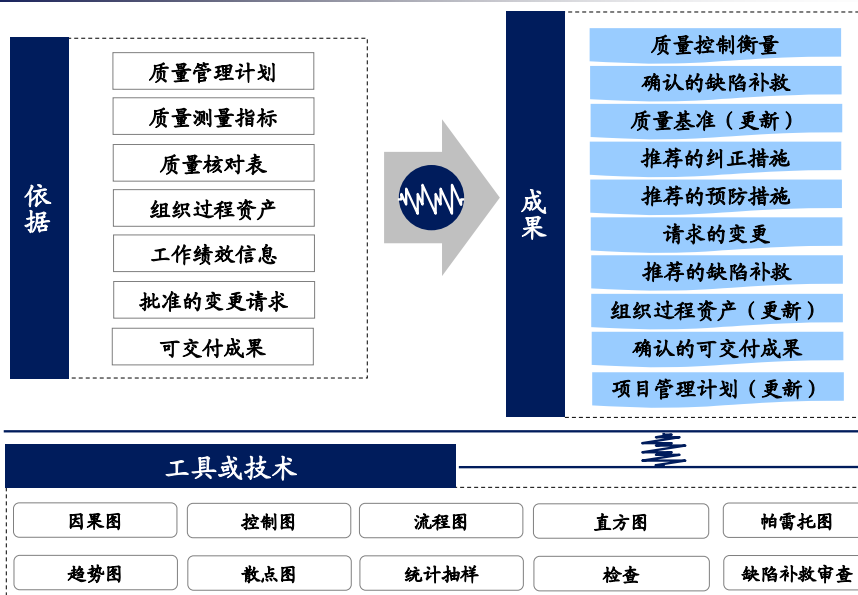 依据
质量管理计划
质量测量指标
质量核对表
组织过程资产
工作绩效信息
批准的变更请求
可交付成果
成果
质量控制衡量
确认的缺陷补救
质量基准（更新）
推荐的纠正措施
推荐的预防措施
请求的变更
推荐的缺陷补救
组织过程资产（更新）
确认的可交付成果
项目管理计划（更新）
工具或技术
因果图
控制图
流程图
直方图
帕雷托图
趋势图
散点图
统计抽样
检查
缺陷补救审查